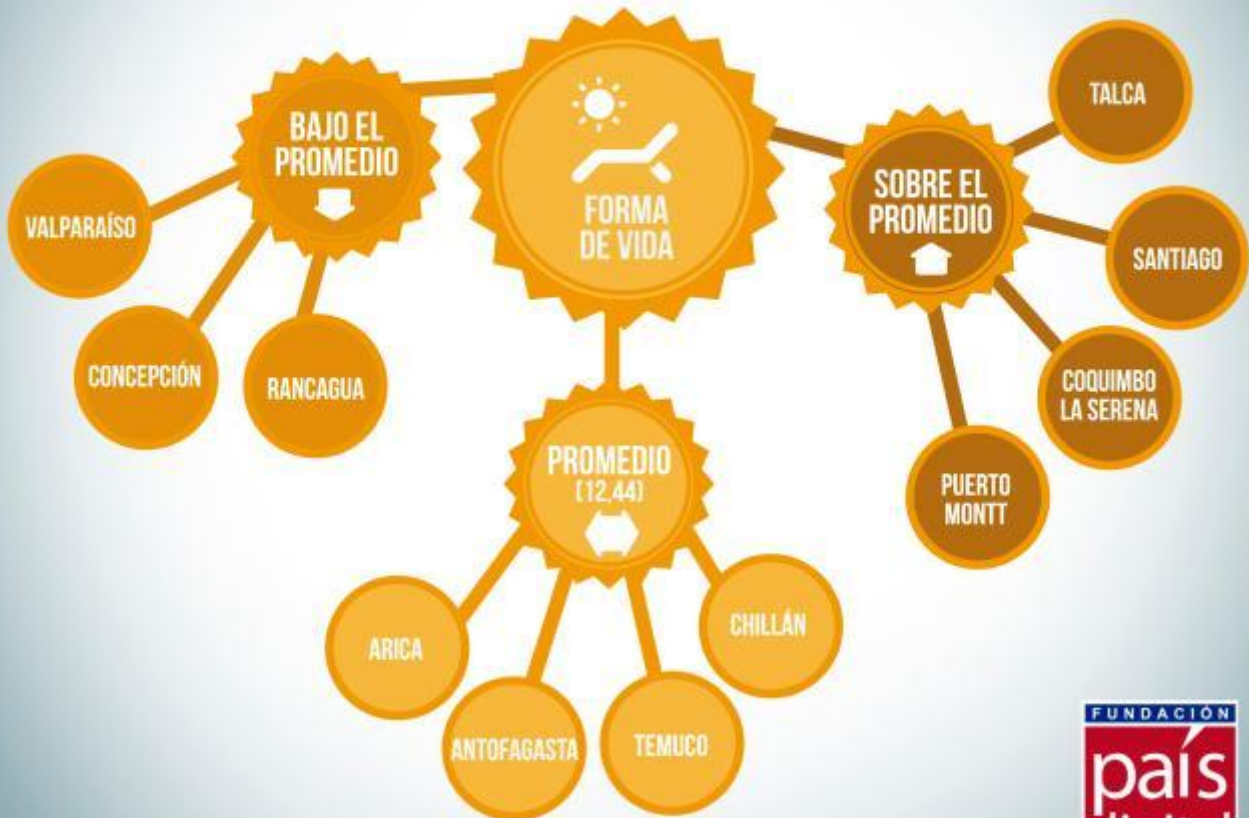 FORMA
DE VIDA
BAJO EL
PROMEDIO
VALPARAÍSO
CONCEPCIÓN
RANCAGUA
PROMEDIO
(12,44)
ARICA
ANTOFAGASTA
TEMUCO
CHILLÁN
SOBRE EL
PROMEDIO
TALCA
SANTIAGO
COQUIMBO
LA SERENA
PUERTO
MONTT
FUNDACIÓN
país
digital